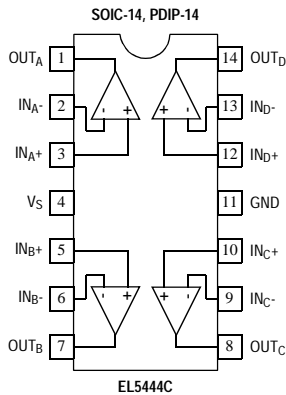 SOIC-14, PDIP-14
OUTA 1 14 OUTD
INA- 2 - + + - 13 IND-
INA+ 3 12 IND+
VS 4 11 GND
INB+ 5 10 INC+
INB- 6 - + + - 9 INC-
OUTB 7 8 OUTC
EL5444C